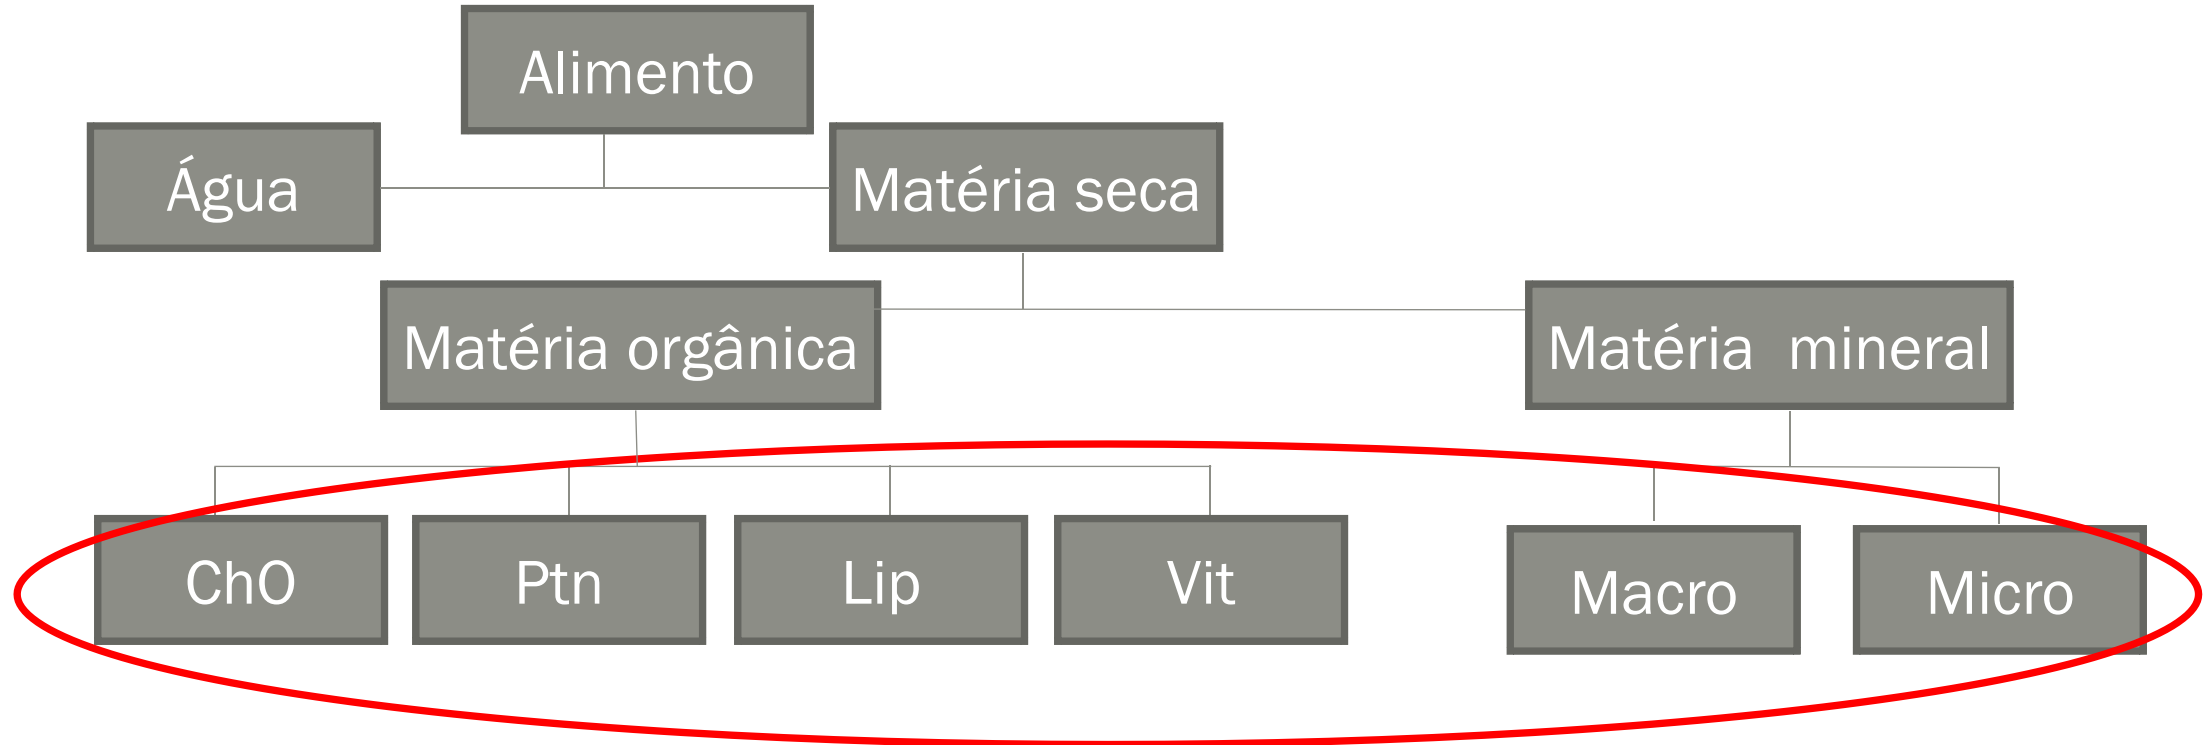 Alimento
Água
Matéria seca
Matéria orgânica
Matéria mineral
ChO
Ptn
Lip
Vit
Macro
Micro